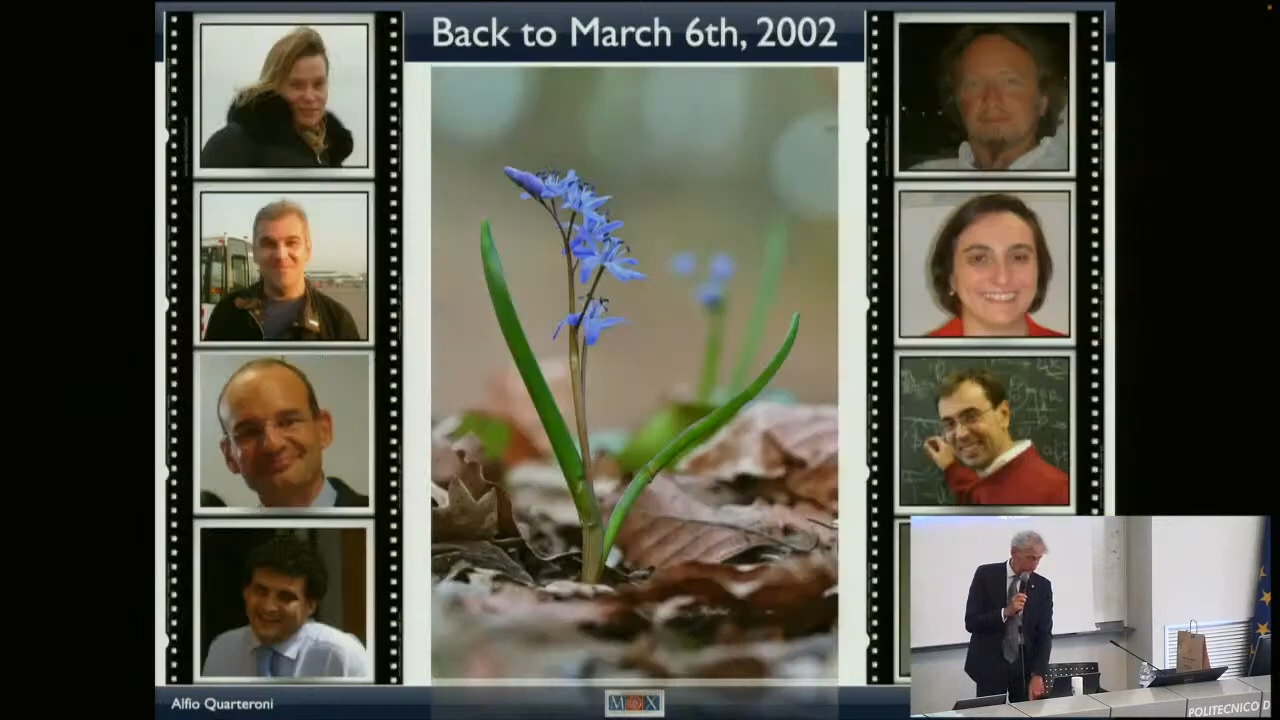 Back to March 6th, 2002
Alfio Quarteroni
MOX
POLITECNICO D